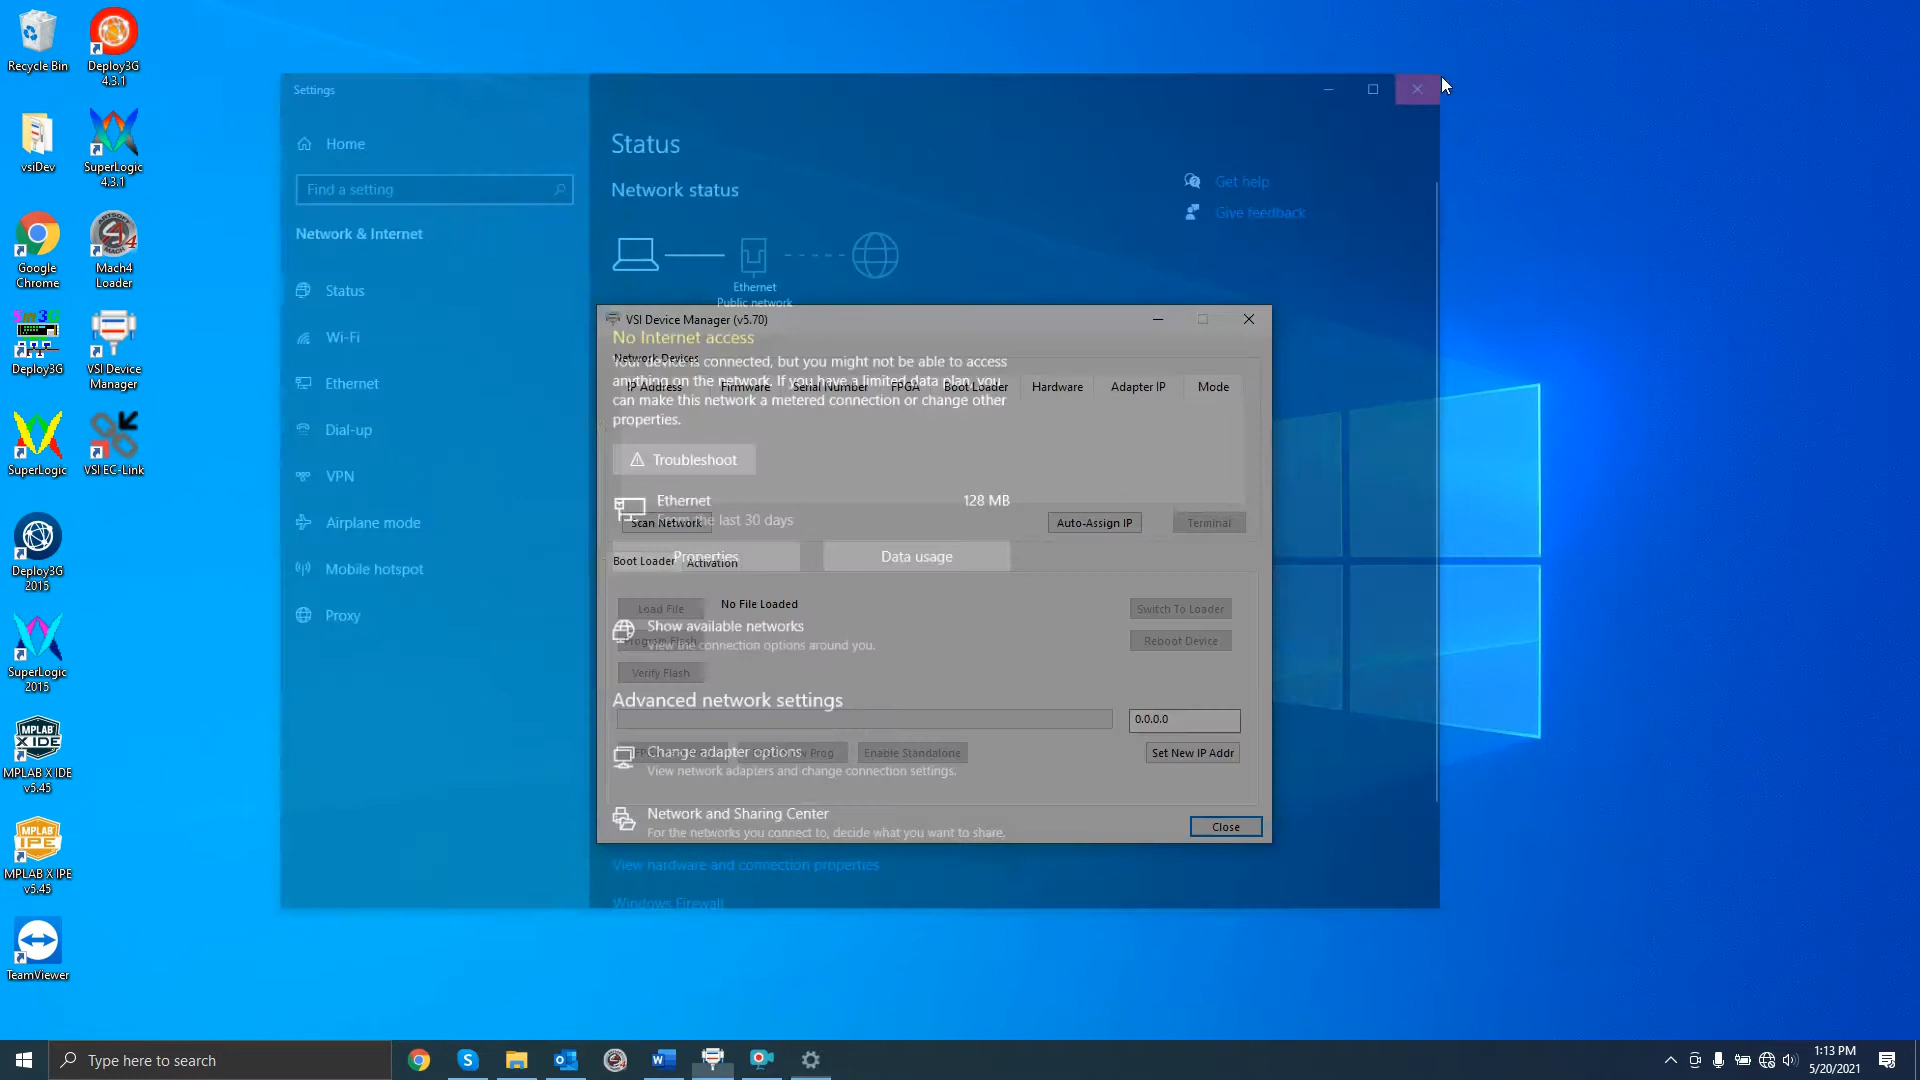 Recycle Bin
Deploy3G
4.3.1
vsiDev
SuperLogic
4.3.1
Google
Chrome
Mach4
Loader
Deploy3G
VSI Device
Manager
SuperLogic
VSI EC-Link
Deploy3G
2015
SuperLogic
2015
MPLAB X IDE
v5.45
MPLAB X IPE
v5.45
TeamViewer
Settings
Home
Find a setting
Network & Internet
Status
Wi-Fi
Ethernet
Dial-up
VPN
Airplane mode
Mobile hotspot
Proxy
Status
Network status
Get help
Give feedback
Ethernet
Public network
VSI Device Manager (v5.70)
No Internet access
Network Devices
Your device is connected, but you might not be able to access
anything on the network. If you have a limited data plan, you
can make this network a metered connection or change other
properties.
IP Address Firmware Serial Number FPGA Boot Loader Hardware Adapter IP Mode
Troubleshoot
Ethernet 128 MB
From the last 30 days
Scan Network Auto-Assign IP Terminal
Properties Data usage
Boot Loader Activation
Load File No File Loaded Switch To Loader
Show available networks
View the connection options around you.
Program Flash Reboot Device
Verify Flash
Advanced network settings
0.0.0.0
Change adapter options
View network adapters and change connection settings.
Prog Enable Standalone Set New IP Addr
Network and Sharing Center
For the networks you connect to, decide what you want to share.
Close
View hardware and connection properties
Windows Firewall
Type here to search
1:13 PM
5/20/2021